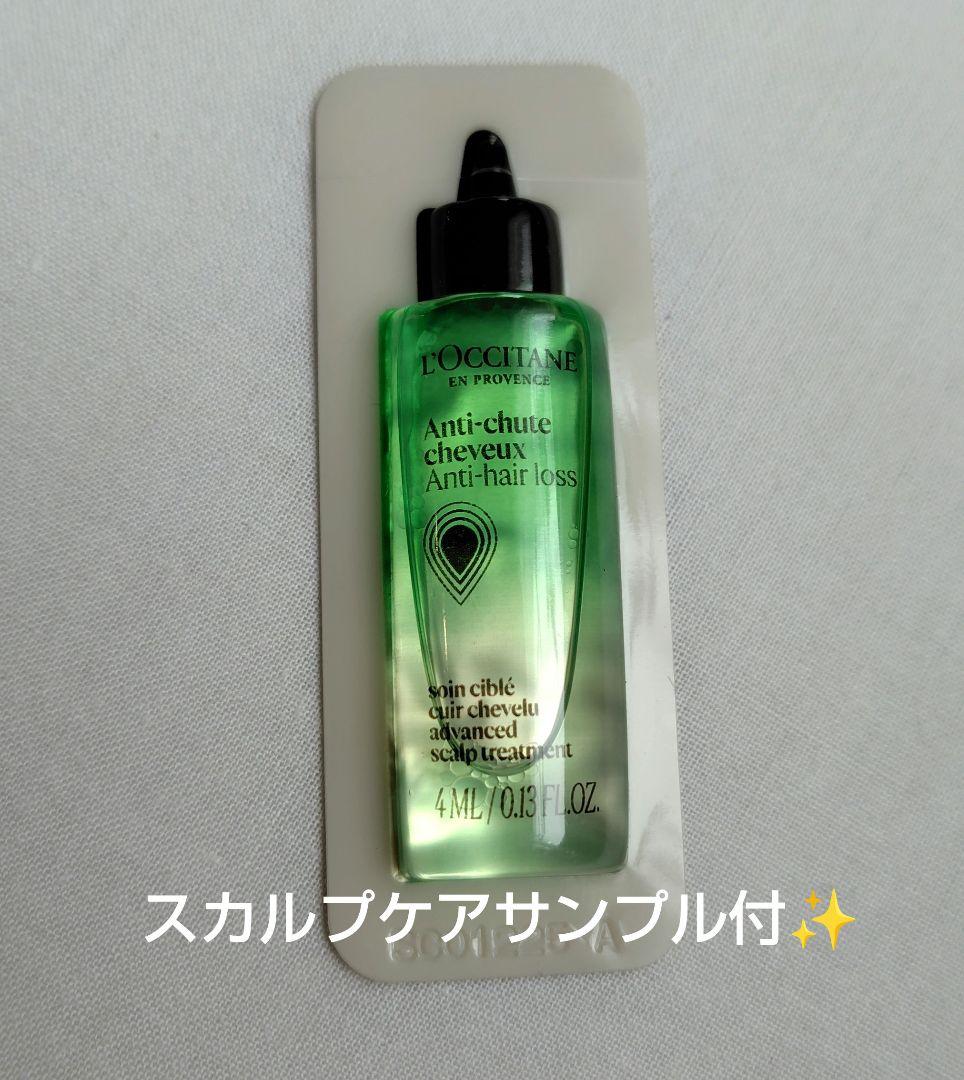 L'OCCITANE
EN PROVENCE
Anti-chute
cheveux
Anti-hair loss
soin ciblé
cuir chevelu
advanced
scalp treatment
4 ML / 0.13 FL.OZ.
スカルプケアサンプル付✨